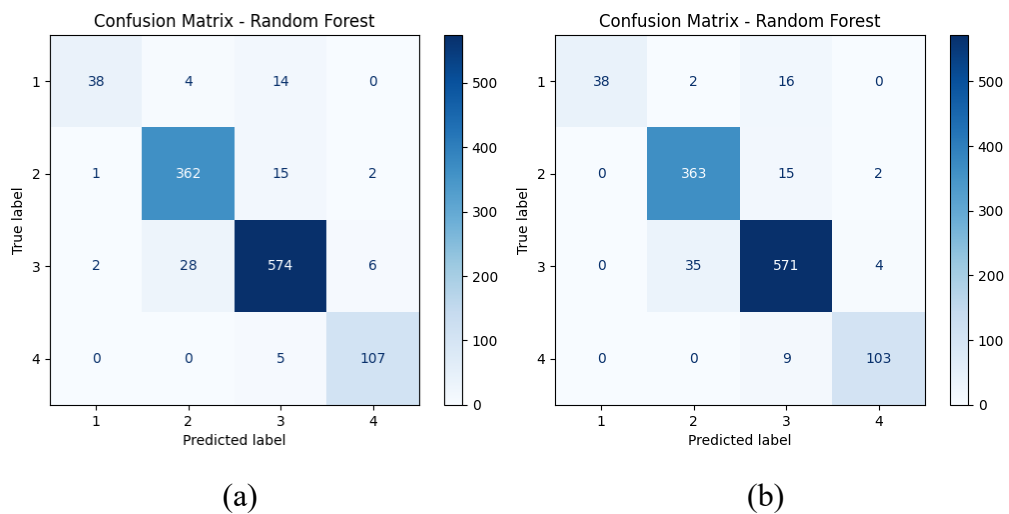 Confusion Matrix - Random Forest
1 38 4 14 0
2 1 362 15 2
3 2 28 574 6
4 0 0 5 107
1 2 3 4
Predicted label
True label
500
400
300
200
100
0
(a)
Confusion Matrix - Random Forest
1 38 2 16 0
2 0 363 15 2
3 0 35 571 4
4 0 0 9 103
1 2 3 4
Predicted label
True label
500
400
300
200
100
0
(b)